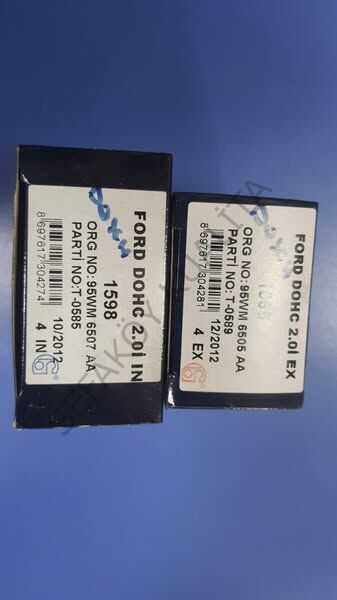 FORD DOHC 2.0İ IN
1598
ORG NO: 95WM 6507 AA
PARTİ NO:T-0585
10/2012
4 IN
8 697617 304274
FORD DOHC 2.0İ EX
ORG NO: 95WM 6505 AA
PARTİ NO: T-0589
12/2012
4 EX
8 697617 304281
SEFAKÖY